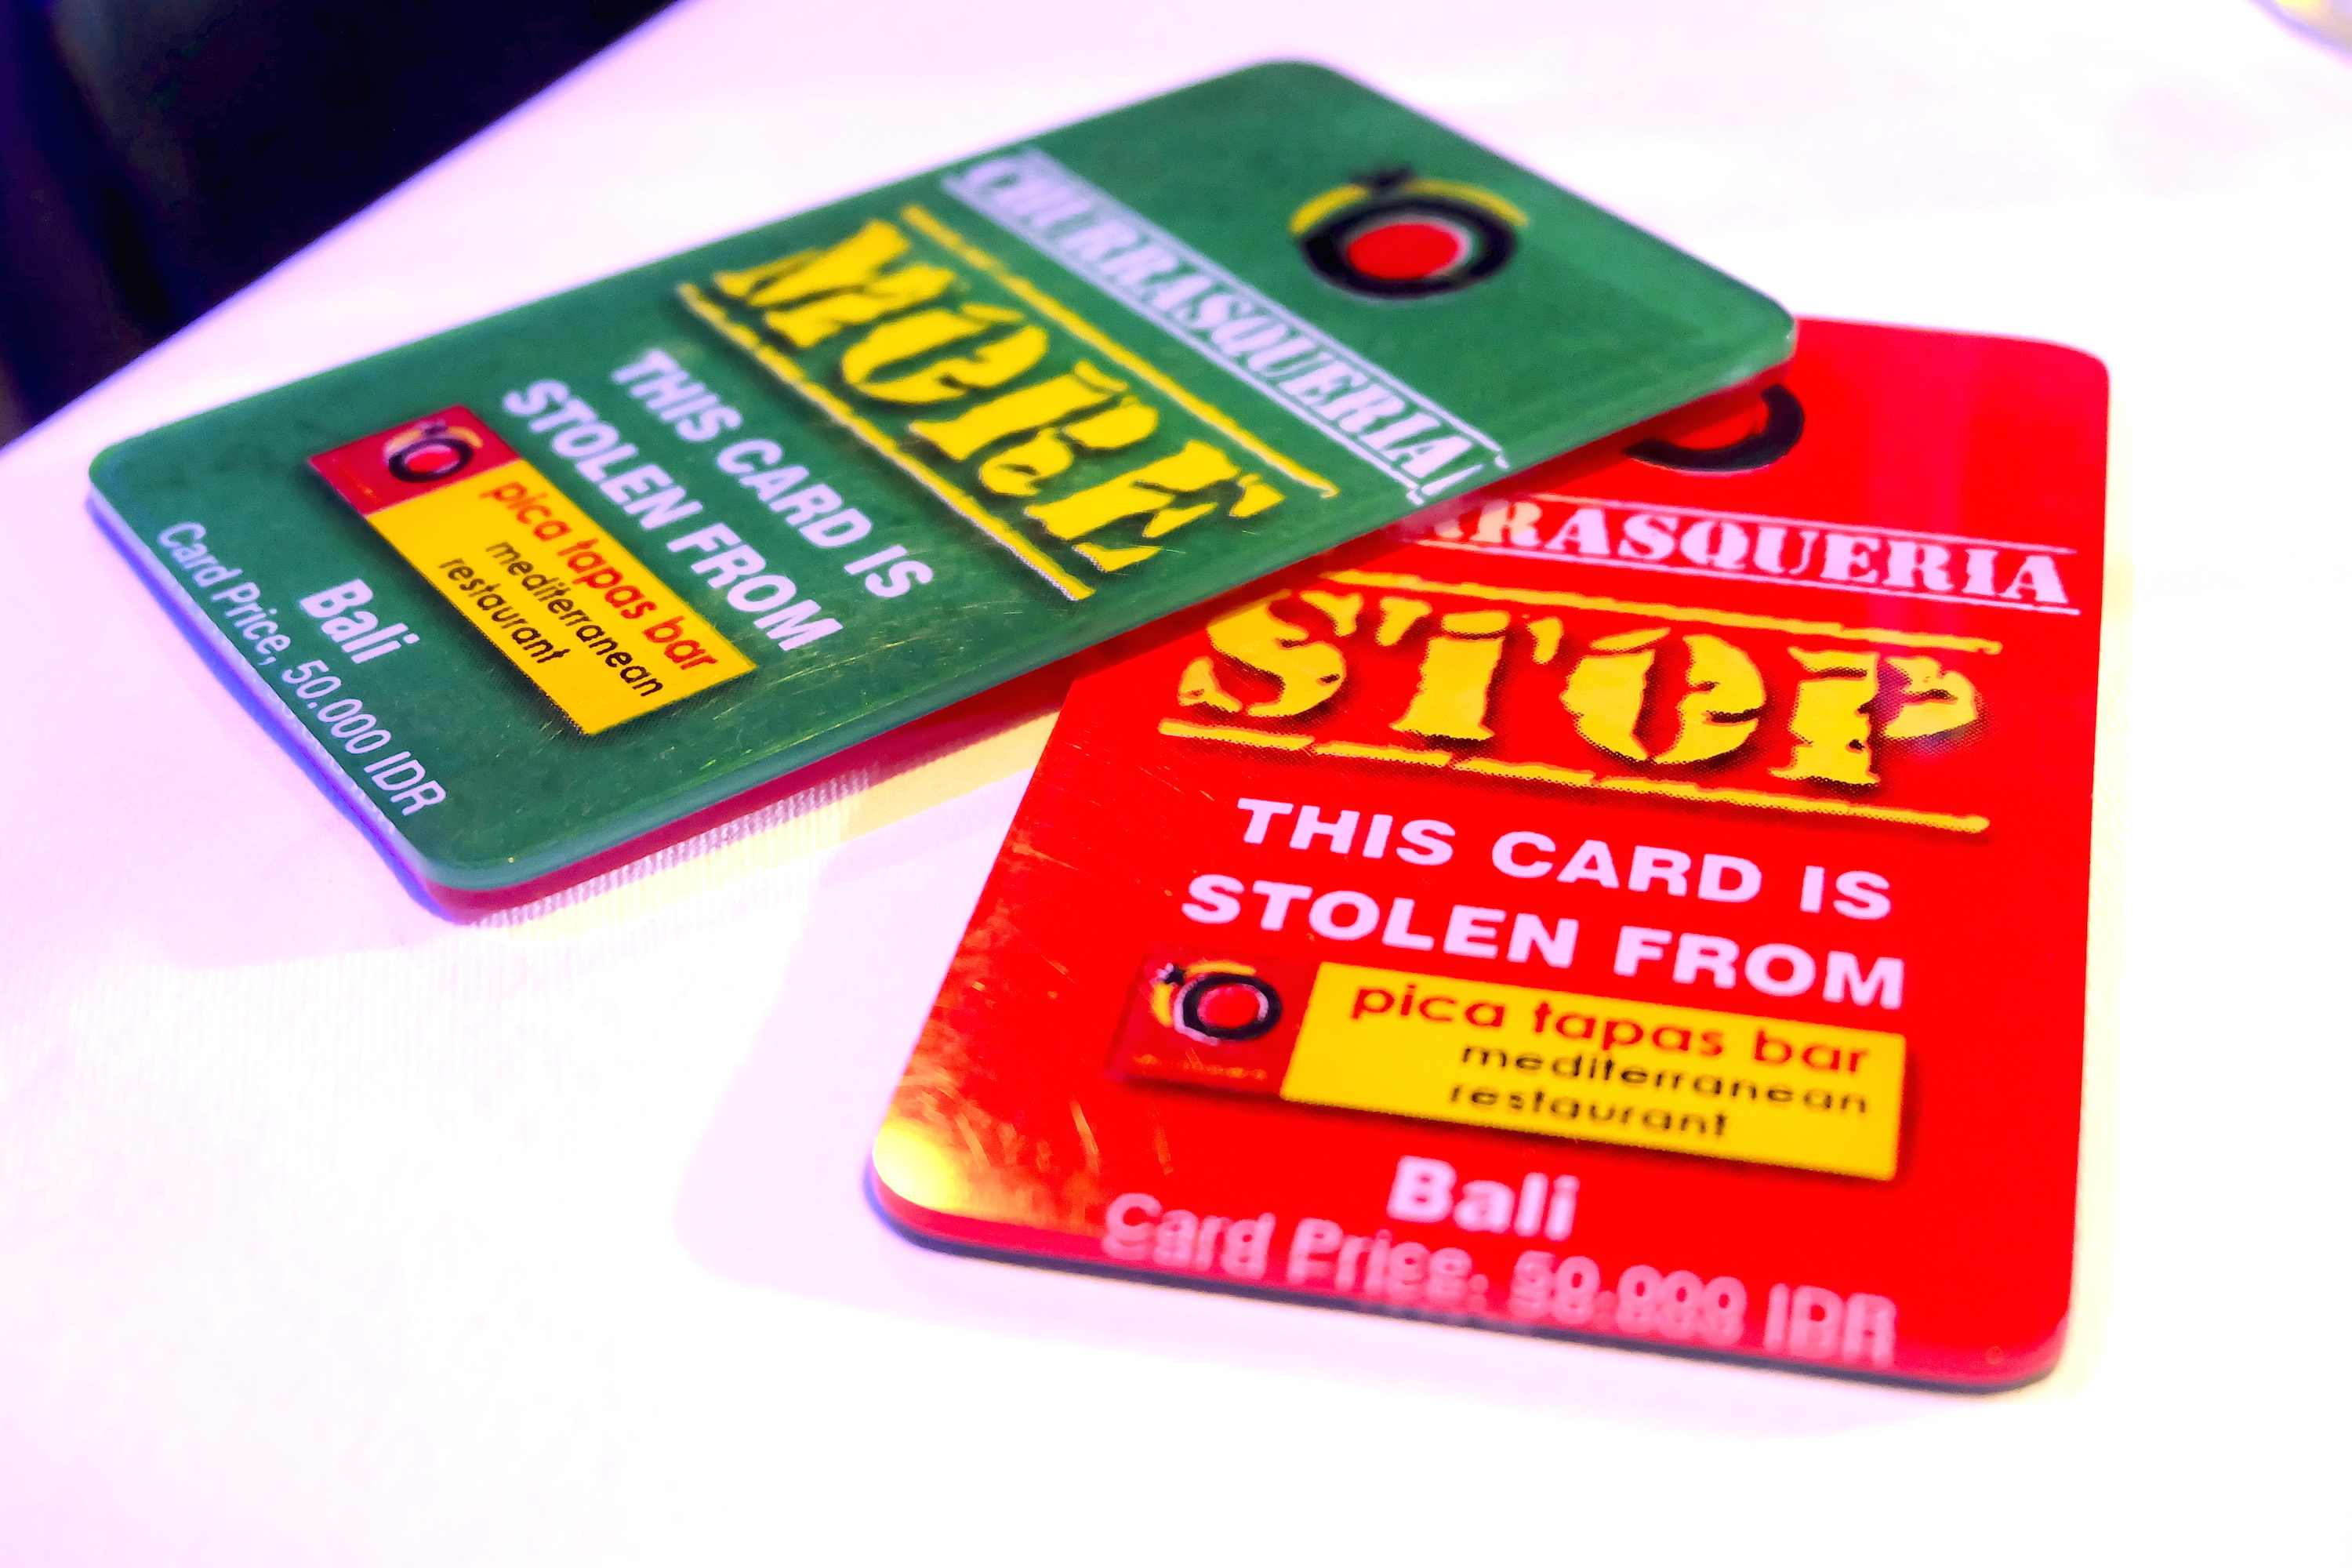 CHURRASQUERIA
MORE
THIS CARD IS
STOLEN FROM
pica tapas bar
mediterranean
restaurant
Bali
Card Price, 50.000 IDR
RRASQUERIA
STOP
THIS CARD IS
STOLEN FROM
pica tapas bar
mediterranean
restaurant
Bali
Card Price, 50.000 IDR